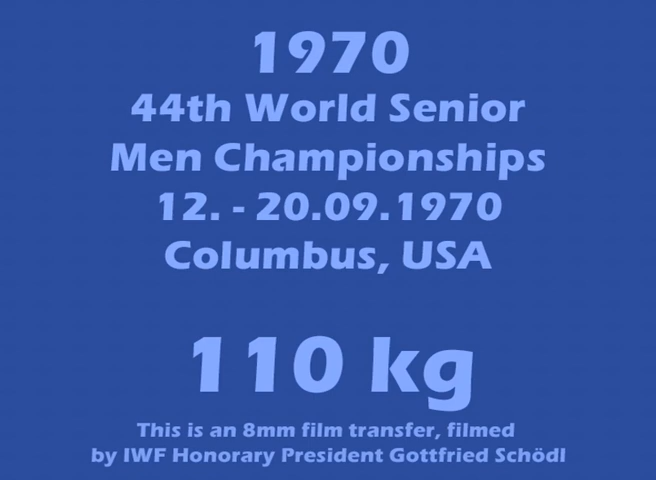 1970
44th World Senior
Men Championships
12. - 20.09.1970
Columbus, USA
110 kg
This is an 8mm film transfer, filmed
by IWF Honorary President Gottfried Schödl